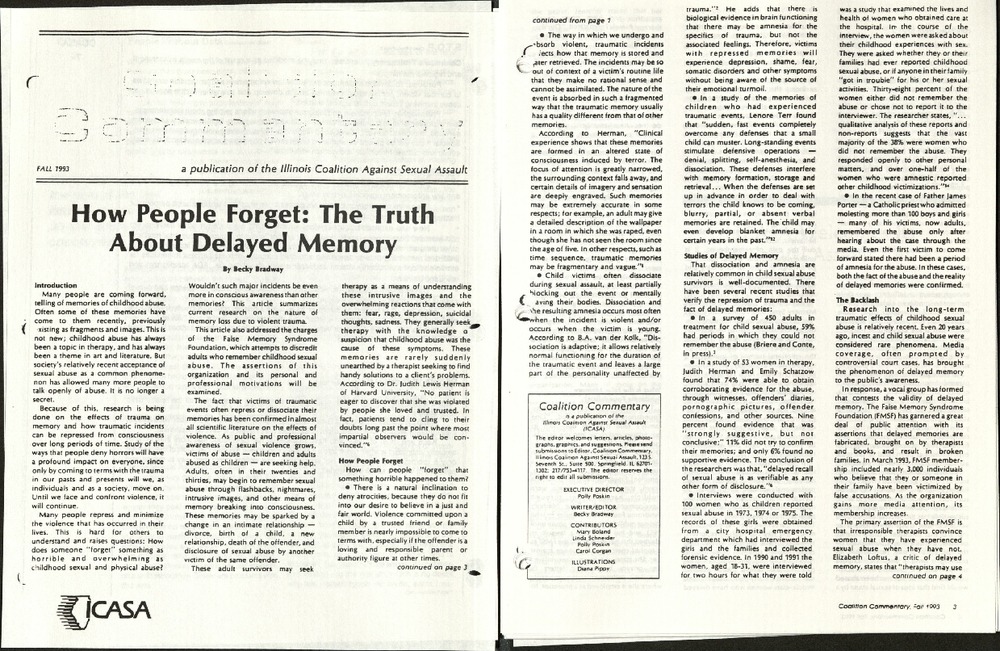 Coalition
Commentary
FALL 1993
a publication of the Illinois Coalition Against Sexual Assault
How People Forget: The Truth
About Delayed Memory
By Becky Bradway
Introduction
Many people are coming forward,
telling of memories of childhood abuse.
Often some of these memories have
come to them recently, previously
existing as fragments and images. This is
not new; childhood abuse has always
been a topic in therapy, and has always
been a theme in art and literature. But
society's relatively recent acceptance of
sexual abuse as a common phenome-
non has allowed many more people to
talk openly of abuse. It is no longer a
secret.
Because of this, research is being
done on the effects of trauma on
memory and how traumatic incidents
can be repressed from consciousness
over long periods of time. Study of the
ways that people deny horrors will have
a profound impact on everyone, since
only by coming to terms with the trauma
in our pasts and presents will we, as
individuals and as a society, move on.
Until we face and confront violence, it
will continue.
Many people repress and minimize
the violence that has occurred in their
lives. This is hard for others to
understand and raises questions: How
does someone "forget" something as
horrible and overwhelming as
childhood sexual and physical abuse?
Wouldn't such major incidents be even
more in conscious awareness than other
memories? This article summarizes
current research on the nature of
memory loss due to violent trauma.
This article also addresses the charges
of the False Memory Syndrome
Foundation, which attempts to discredit
adults who remember childhood sexual
abuse. The assertions of this
organization and its personal and
professional motivations will be
examined.
The fact that victims of traumatic
events often repress or dissociate their
memories has been confirmed in almost
all scientific literature on the effects of
violence. As public and professional
awareness of sexual violence grows,
victims of abuse — children and adults
abused as children — are seeking help.
Adults, often in their twenties and
thirties, may begin to remember sexual
abuse through flashbacks, nightmares,
intrusive images, and other means of
memory breaking into consciousness.
These memories may be sparked by a
change in an intimate relationship —
divorce, birth of a child, a new
relationship, death of the offender, and
disclosure of sexual abuse by another
victim of the same offender.
These adult survivors may seek
therapy as a means of understanding
these intrusive images and the
overwhelming reactions that come with
them: fear, rage, depression, suicidal
thoughts, sadness. They generally seek
therapy with the knowledge or
suspicion that childhood abuse was the
cause of these symptoms. These
memories are rarely suddenly
unearthed by a therapist seeking to find
handy solutions to a client's problems.
According to Dr. Judith Lewis Herman
of Harvard University, "No patient is
eager to discover that she was violated
by people she loved and trusted. In
fact, patients tend to cling to their
doubts long past the point where most
impartial observers would be con-
vinced."
How People Forget
How can people "forget" that
something horrible happened to them?
● There is a natural inclination to
deny atrocities, because they do not fit
into our desire to believe in a just and
fair world. Violence committed upon a
child by a trusted friend or family
member is nearly impossible to come to
terms with, especially if the offender is a
loving and responsible parent or
authority figure at other times.
continued on page 3
ICASA
continued from page 1
● The way in which we undergo and
absorb violent, traumatic incidents
affects how that memory is stored and
later retrieved. The incidents may be so
out of context of a victim's routine life
that they make no rational sense and
cannot be assimilated. The nature of the
event is absorbed in such a fragmented
way that the traumatic memory usually
has a quality different from that of other
memories.
According to Herman, "Clinical
experience shows that these memories
are formed in an altered state of
consciousness induced by terror. The
focus of attention is greatly narrowed,
the surrounding context falls away, and
certain details of imagery and sensation
are deeply engraved. Such memories
may be extremely accurate in some
respects; for example, an adult may give
a detailed description of the wallpaper
in a room in which she was raped, even
though she has not seen the room since
the age of five. In other respects, such as
time sequence, traumatic memories
may be fragmentary and vague."
● Child victims often dissociate
during sexual assault, at least partially
blocking out the event or mentally
leaving their bodies. Dissociation and
the resulting amnesia occurs most often
when the incident is violent and/or
occurs when the victim is young.
According to B.A. van der Kolk, "Dis-
sociation is adaptive; it allows relatively
normal functioning for the duration of
the traumatic event and leaves a large
part of the personality unaffected by
Coalition Commentary
is a publication of the
Illinois Coalition Against Sexual Assault
(ICASA)
The editor welcomes letters, articles, photo-
graphs, graphics, and suggestions. Please send
submissions to Editor, Coalition Commentary,
Illinois Coalition Against Sexual Assault, 123 S.
Seventh St., Suite 500, Springfield, IL 62701-
1302. 217/753-4117. The editor reserves the
right to edit all submissions.
EXECUTIVE DIRECTOR
Polly Poskin
WRITER/EDITOR
Becky Bradway
CONTRIBUTORS
Mary Boland
Linda Schneider
Polly Poskin
Carol Corgan
ILLUSTRATIONS
Diana Pippy
trauma." He adds that there is
biological evidence in brain functioning
that there may be amnesia for the
specifics of trauma, but not the
associated feelings. Therefore, victims
with repressed memories will
experience depression, shame, fear,
somatic disorders and other symptoms
without being aware of the source of
their emotional turmoil.
● In a study of the memories of
children who had experienced
traumatic events, Lenore Terr found
that "sudden, fast events completely
overcome any defenses that a small
child can muster. Long-standing events
stimulate defensive operations —
denial, splitting, self-anesthesia, and
dissociation. These defenses interfere
with memory formation, storage and
retrieval... When the defenses are set
up in advance in order to deal with
terrors the child knows to be coming,
blurry, partial, or absent verbal
memories are retained. The child may
even develop blanket amnesia for
certain years in the past."
Studies of Delayed Memory
That dissociation and amnesia are
relatively common in child sexual abuse
survivors is well-documented. There
have been several recent studies that
verify the repression of trauma and the
fact of delayed memories:
● In a survey of 450 adults in
treatment for child sexual abuse, 59%
had periods in which they could not
remember the abuse (Briere and Conte,
in press).
● In a study of 53 women in therapy,
Judith Herman and Emily Schatzow
found that 74% were able to obtain
corroborating evidence for the abuse,
through witnesses, offenders' diaries,
pornographic pictures, offender
confessions, and other sources. Nine
percent found evidence that was
"strongly suggestive, but not
conclusive;" 11% did not try to confirm
their memories; and only 6% found no
supportive evidence. The conclusion of
the researchers was that, "delayed recall
of sexual abuse is as verifiable as any
other form of disclosure."
● Interviews were conducted with
100 women who as children reported
sexual abuse in 1973, 1974 or 1975. The
records of these girls were obtained
from a city hospital emergency
department which had interviewed the
girls and the families and collected
forensic evidence. In 1990 and 1991 the
women, aged 18-31, were interviewed
for two hours for what they were told
was a study that examined the lives and
health of women who obtained care at
the hospital. In the course of the
interview, the women were asked about
their childhood experiences with sex.
They were asked whether they or their
families had ever reported childhood
sexual abuse, or if anyone in their family
"got in trouble" for his or her sexual
activities. Thirty-eight percent of the
women either did not remember the
abuse or chose not to report it to the
interviewer. The researcher states, "...
qualitative analysis of these reports and
non-reports suggests that the vast
majority of the 38% were women who
did not remember the abuse. They
responded openly to other personal
matters, and over one-half of the
women who were amnestic reported
other childhood victimizations."
● In the recent case of Father James
Porter — a Catholic priest who admitted
molesting more than 100 boys and girls
— many of his victims, now adults,
remembered the abuse only after
hearing about the case through the
media. Even the first victim to come
forward stated there had been a period
of amnesia for the abuse. In these cases,
both the fact of the abuse and the reality
of delayed memories were confirmed.
The Backlash
Research into the long-term
traumatic effects of childhood sexual
abuse is relatively recent. Even 20 years
ago, incest and child sexual abuse were
considered rare phenomena. Media
coverage, often prompted by
controversial court cases, has brought
the phenomenon of delayed memory
to the public's awareness.
In response, a vocal group has formed
that contests the validity of delayed
memory. The False Memory Syndrome
Foundation (FMSF) has garnered a great
deal of public attention with its
assertions that delayed memories are
fabricated, brought on by therapists
and books, and result in broken
families. In March 1993, FMSF member-
ship included nearly 3,000 individuals
who believe that they or someone in
their family have been victimized by
false accusations. As the organization
gains more media attention, its
membership increases.
The primary assertion of the FMSF is
that irresponsible therapists convince
women that they have experienced
sexual abuse when they have not.
Elizabeth Loftus, a critic of delayed
memory, states that "therapists may use
continued on page 4
Coalition Commentary, Fall 1993 3